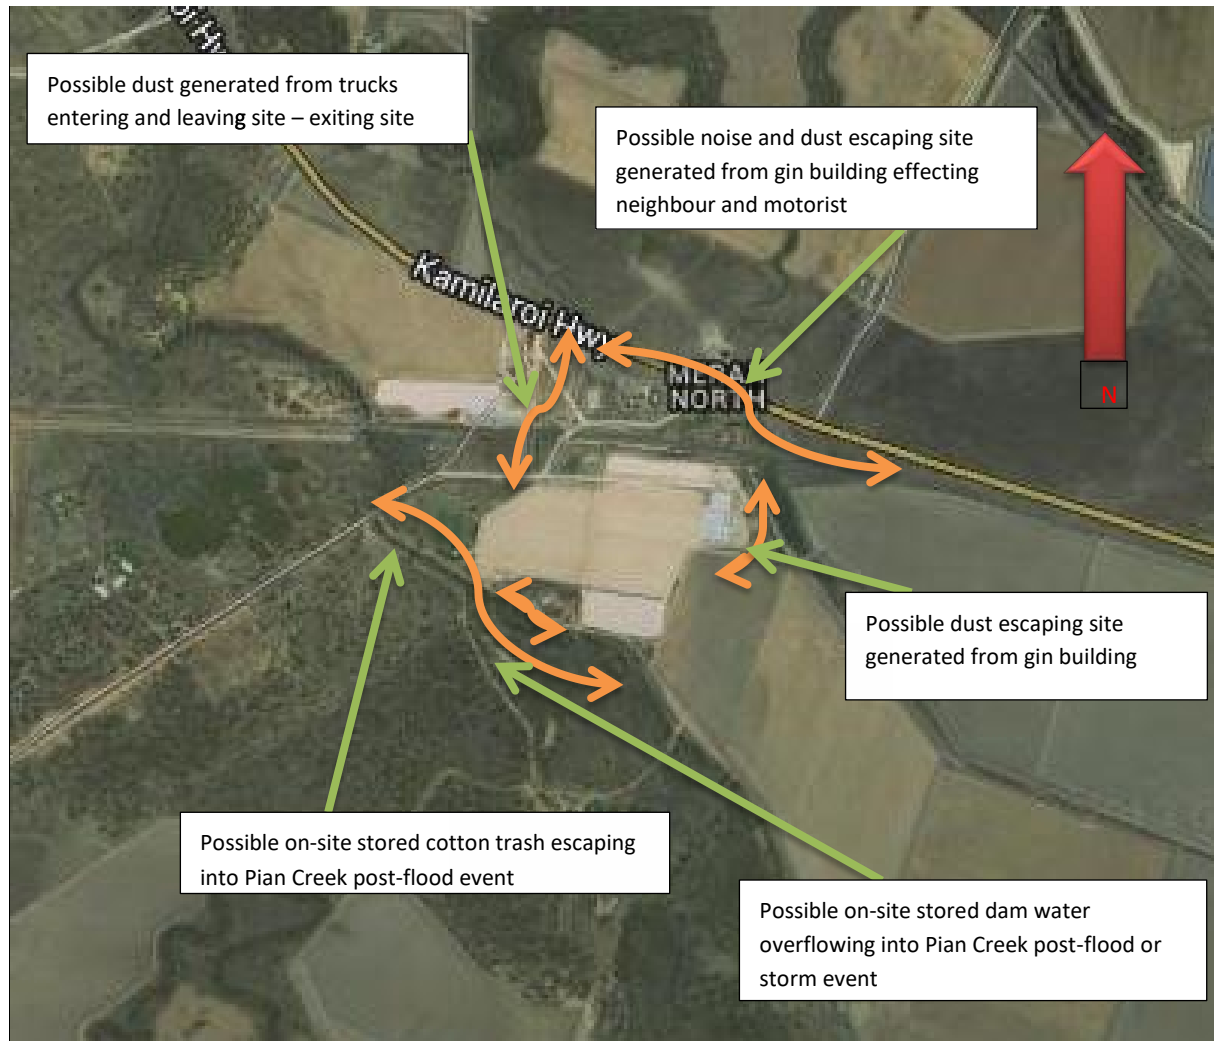 oi Hw
Possible dust generated from trucks
entering and leaving site – exiting site
Possible noise and dust escaping site
generated from gin building effecting
neighbour and motorist
Kamilaroi Hwy
MERAH
NORTH
N
Possible dust escaping site
generated from gin building
Possible on-site stored cotton trash escaping
into Pian Creek post-flood event
Possible on-site stored dam water
overflowing into Pian Creek post-flood or
storm event